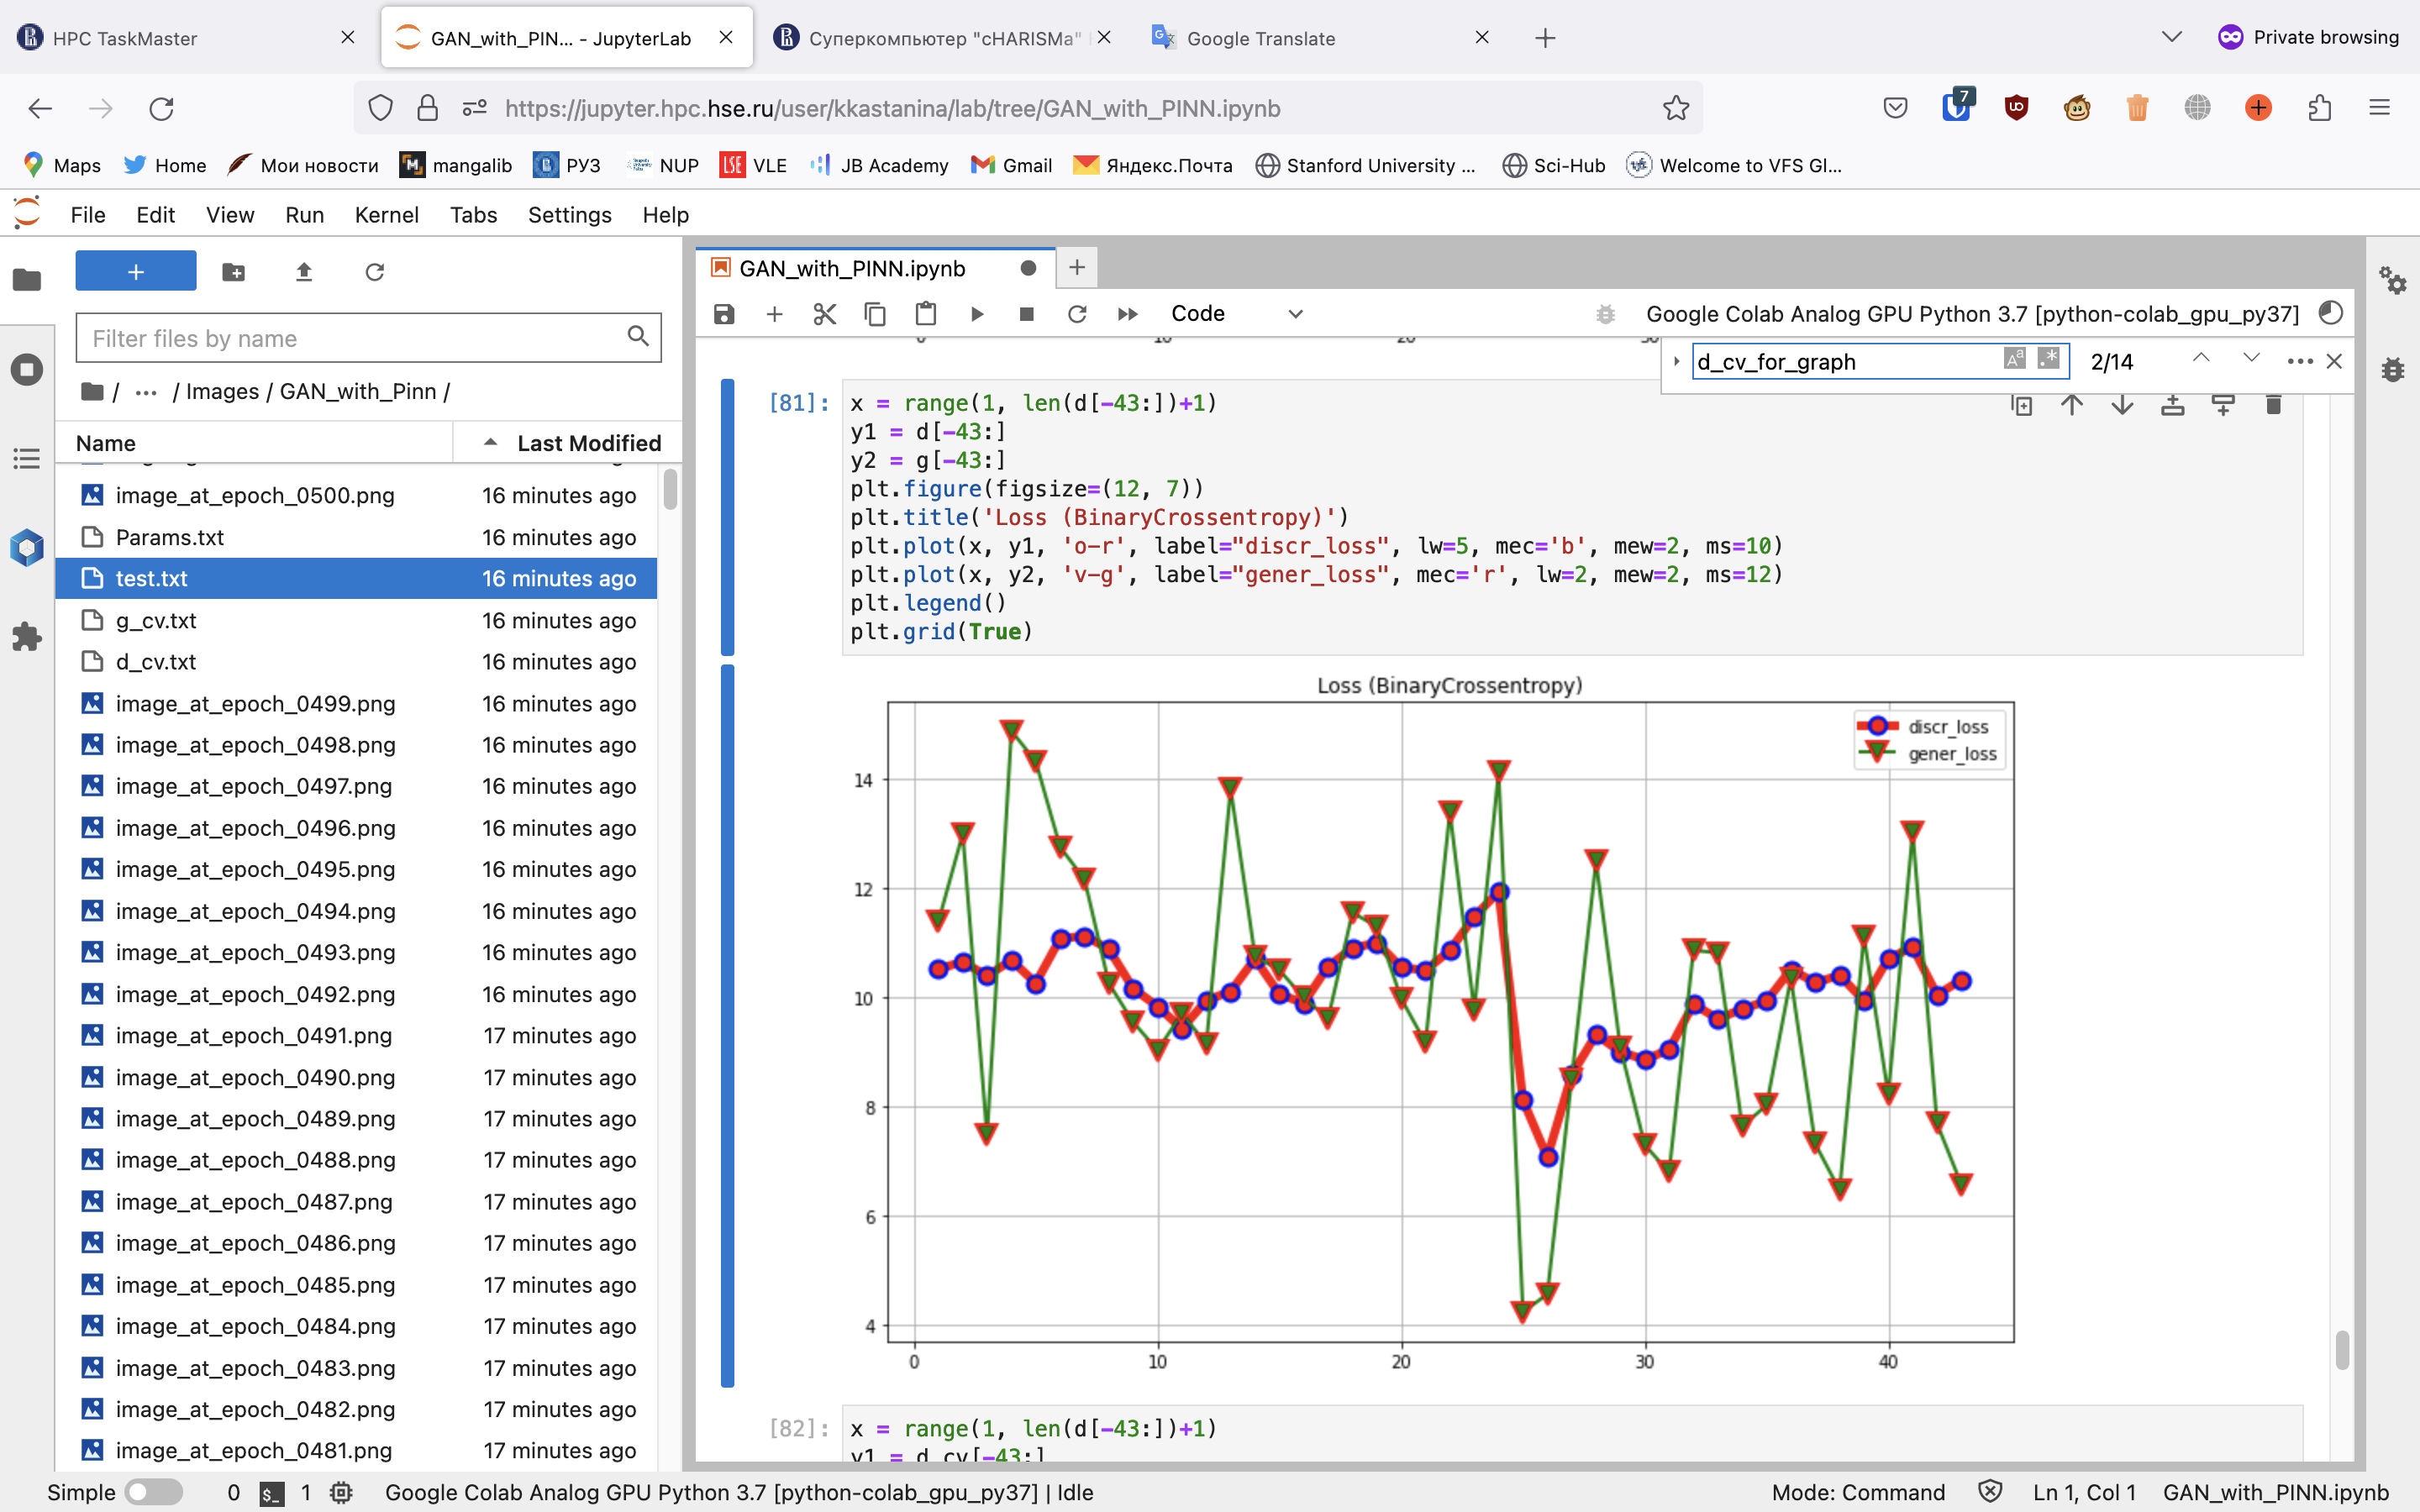 HPC TaskMaster
GAN_with_PIN... - JupyterLab
Суперкомпьютер "cHARISMa"
Google Translate
Private browsing
https://jupyter.hpc.hse.ru/user/kkastanina/lab/tree/GAN_with_PINN.ipynb
7
Maps
Home
Мои новости
mangalib
РУЗ
NUP
LSE
VLE
JB Academy
Gmail
Яндекс.Почта
Stanford University ...
Sci-Hub
Welcome to VFS Gl...
File Edit View Run Kernel Tabs Settings Help
GAN_with_PINN.ipynb
Code
Google Colab Analog GPU Python 3.7 [python-colab_gpu_py37]
Filter files by name
/ ... / Images / GAN_with_Pinn /
Name Last Modified
image_at_epoch_0500.png 16 minutes ago
Params.txt 16 minutes ago
test.txt 16 minutes ago
g_cv.txt 16 minutes ago
d_cv.txt 16 minutes ago
image_at_epoch_0499.png 16 minutes ago
image_at_epoch_0498.png 16 minutes ago
image_at_epoch_0497.png 16 minutes ago
image_at_epoch_0496.png 16 minutes ago
image_at_epoch_0495.png 16 minutes ago
image_at_epoch_0494.png 16 minutes ago
image_at_epoch_0493.png 16 minutes ago
image_at_epoch_0492.png 16 minutes ago
image_at_epoch_0491.png 17 minutes ago
image_at_epoch_0490.png 17 minutes ago
image_at_epoch_0489.png 17 minutes ago
image_at_epoch_0488.png 17 minutes ago
image_at_epoch_0487.png 17 minutes ago
image_at_epoch_0486.png 17 minutes ago
image_at_epoch_0485.png 17 minutes ago
image_at_epoch_0484.png 17 minutes ago
image_at_epoch_0483.png 17 minutes ago
image_at_epoch_0482.png 17 minutes ago
image_at_epoch_0481.png 17 minutes ago
d_cv_for_graph
2/14
[81]:
x = range(1, len(d[-43:])+1)
y1 = d[-43:]
y2 = g[-43:]
plt.figure(figsize=(12, 7))
plt.title('Loss (BinaryCrossentropy)')
plt.plot(x, y1, 'o-r', label="discr_loss", lw=5, mec='b', mew=2, ms=10)
plt.plot(x, y2, 'v-g', label="gener_loss", mec='r', lw=2, mew=2, ms=12)
plt.legend()
plt.grid(True)
Loss (BinaryCrossentropy)
discr_loss
gener_loss
14
12
10
8
6
4
0 10 20 30 40
[82]:
x = range(1, len(d[-43:])+1)
y1 = d_cv[-43:]
Simple 0 $_ 1 Google Colab Analog GPU Python 3.7 [python-colab_gpu_py37] | Idle
Mode: Command Ln 1, Col 1 GAN_with_PINN.ipynb